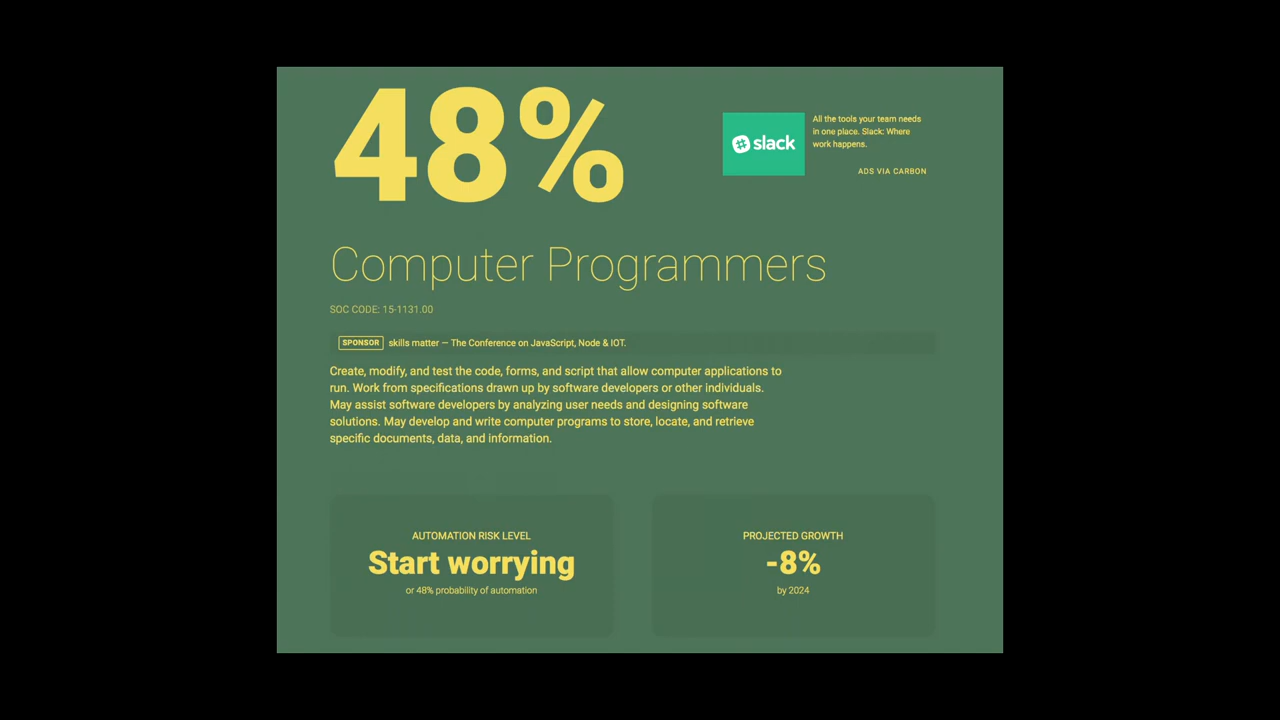 48%
slack
All the tools your team needs
in one place. Slack: Where
work happens.
ADS VIA CARBON
Computer Programmers
SOC CODE: 15-1131.00
SPONSOR skills matter — The Conference on JavaScript, Node & IOT.
Create, modify, and test the code, forms, and script that allow computer applications to
run. Work from specifications drawn up by software developers or other individuals.
May assist software developers by analyzing user needs and designing software
solutions. May develop and write computer programs to store, locate, and retrieve
specific documents, data, and information.
AUTOMATION RISK LEVEL
Start worrying
or 48% probability of automation
PROJECTED GROWTH
-8%
by 2024